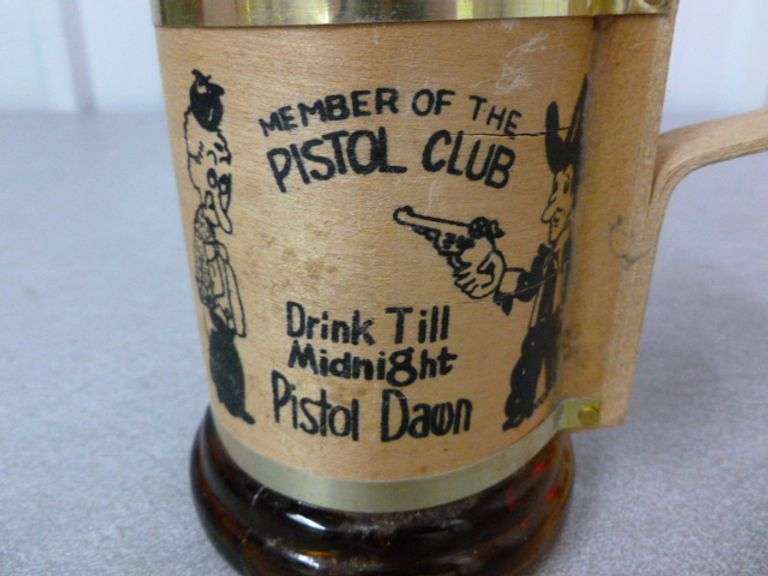 MEMBER OF THE
PISTOL CLUB
Drink Till
Midnight
Pistol Dawn